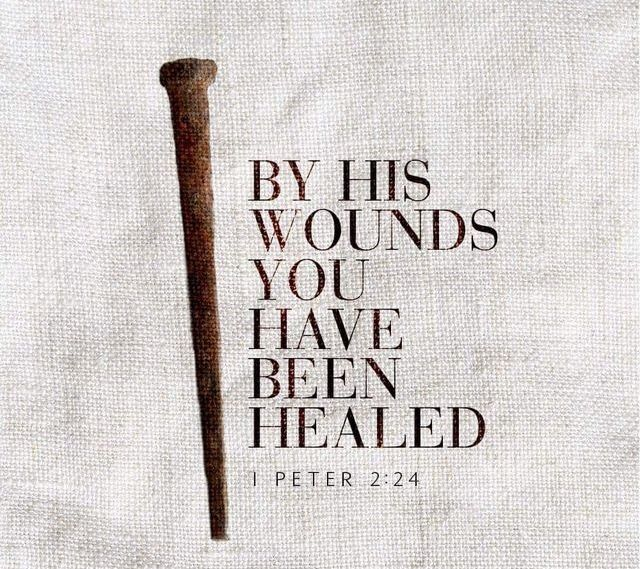 BY HIS
WOUNDS
YOU
HAVE
BEEN
HEALED
I PETER 2:24